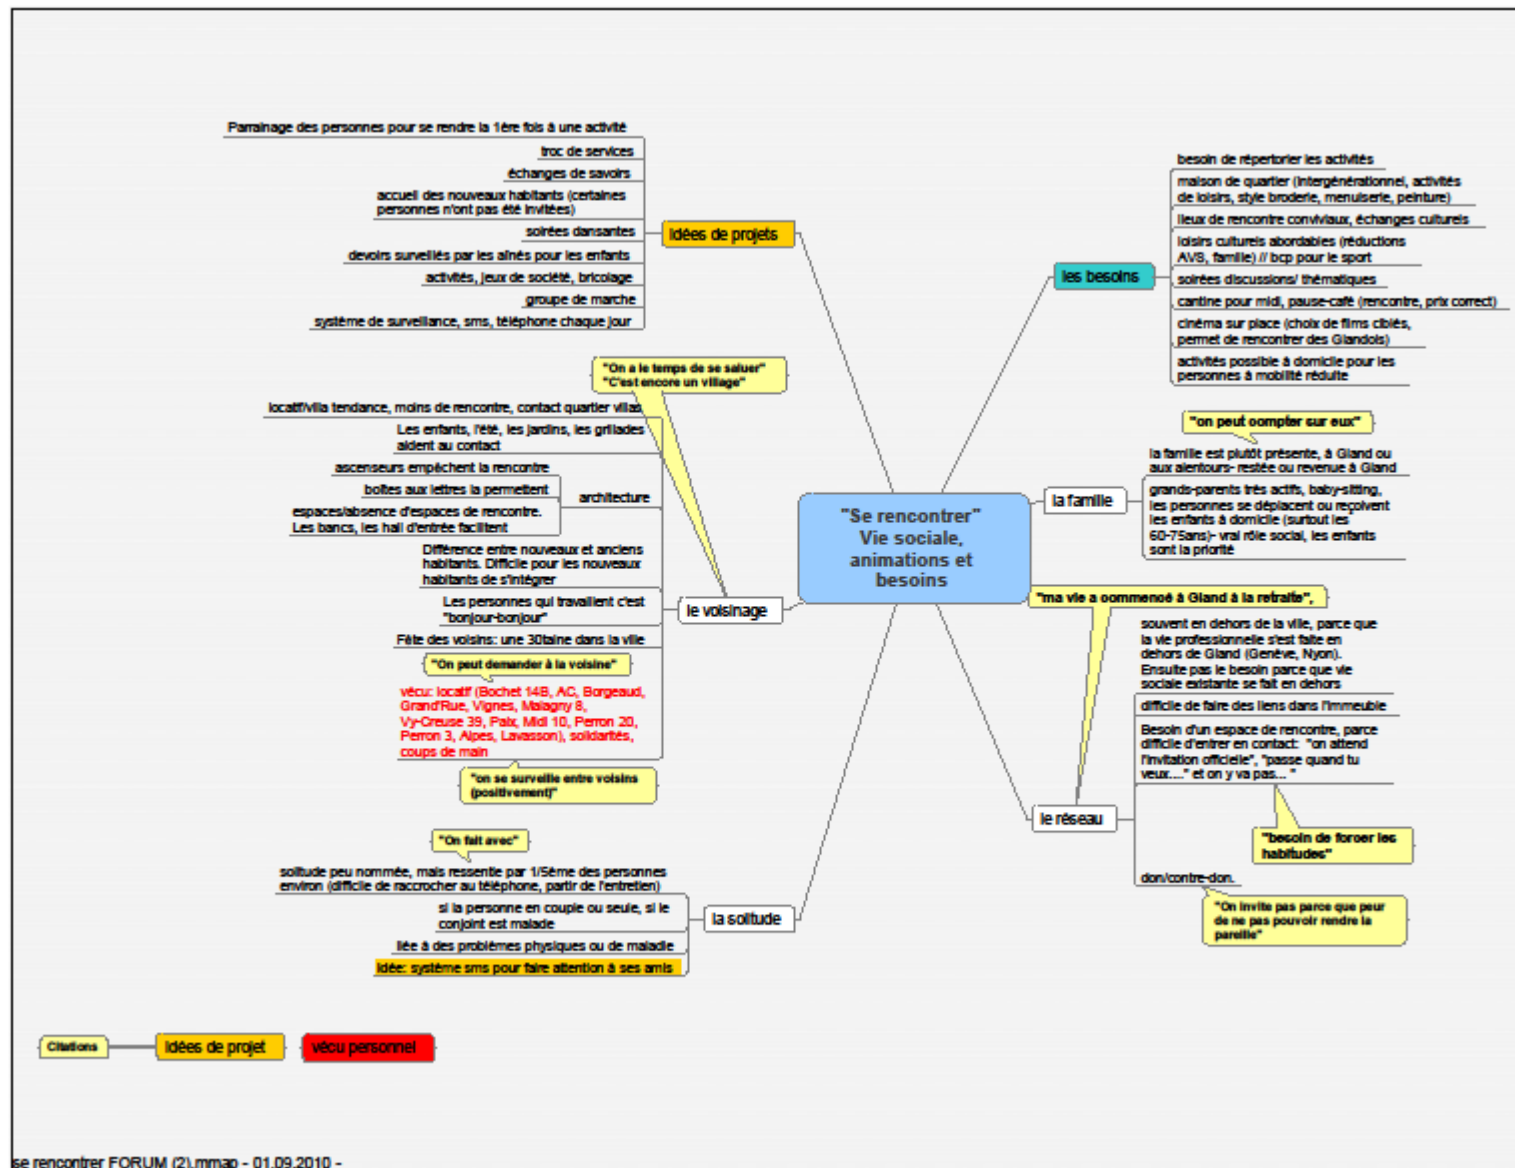 Parrainage des personnes pour se rendre la 1ère fois à une activité
troc de services
échanges de savoirs
accueil des nouveaux habitants (certaines
personnes n'ont pas été invitées)
soirées dansantes
devoirs surveillés par les aînés pour les enfants
activités, jeux de société, bricolage
groupe de marche
système de surveillance, sms, téléphone chaque jour
Idées de projets
"On a le temps de se saluer"
"C'est encore un village"
locatif/villa tendance, moins de rencontre, contact quartier villas
Les enfants, l'été, les jardins, les grillades
aident au contact
ascenseurs empêchent la rencontre
boîtes aux lettres la permettent
espaces/absence d'espaces de rencontre.
Les bancs, les hall d'entrée facilitent
architecture
Différence entre nouveaux et anciens
habitants. Difficile pour les nouveaux
habitants de s'intégrer
Les personnes qui travaillent c'est
"bonjour-bonjour"
Fête des voisins: une 30taine dans la ville
"On peut demander à la voisine"
vécu: locatif (Bochet 14B, AC, Borgeaud,
Grand'Rue, Vignes, Malagny 8,
Vy-Creuse 39, Paix, Midi 10, Perron 20,
Perron 3, Alpes, Lavasson), solidarités,
coups de main
"on se surveille entre voisins
(positivement)"
le voisinage
"On fait avec"
solitude peu nommée, mais ressentie par 1/5ème des personnes
environ (difficile de raccrocher au téléphone, partir de l'entretien)
si la personne en couple ou seule, si le
conjoint est malade
liée à des problèmes physiques ou de maladie
Idée: système sms pour faire attention à ses amis
la solitude
"Se rencontrer"
Vie sociale,
animations et
besoins
les besoins
besoin de répertorier les activités
maison de quartier (intergénérationnel, activités
de loisirs, style broderie, menuiserie, peinture)
lieux de rencontre conviviaux, échanges culturels
loisirs culturels abordables (réductions
AVS, famille) // bcp pour le sport
soirées discussions/ thématiques
cantine pour midi, pause-café (rencontre, prix correct)
cinéma sur place (choix de films ciblés,
permet de rencontrer des Glandois)
activités possible à domicile pour les
personnes à mobilité réduite
"on peut compter sur eux"
la famille
la famille est plutôt présente, à Gland ou
aux alentours- restée ou revenue à Gland
grands-parents très actifs, baby-sitting,
les personnes se déplacent ou reçoivent
les enfants à domicile (surtout les
60-75ans)- vrai rôle social, les enfants
sont la priorité
"ma vie a commencé à Gland à la retraite",
le réseau
souvent en dehors de la ville, parce que
la vie professionnelle s'est faite en
dehors de Gland (Genève, Nyon).
Ensuite pas le besoin parce que vie
sociale existante se fait en dehors
difficile de faire des liens dans l'immeuble
Besoin d'un espace de rencontre, parce
difficile d'entrer en contact: "on attend
l'invitation officielle", "passe quand tu
veux...." et on y va pas... "
"besoin de forcer les
habitudes"
don/contre-don.
"On invite pas parce que peur
de ne pas pouvoir rendre la
pareille"
Citations
Idées de projet
vécu personnel
se rencontrer FORUM (2).mmap - 01.09.2010 -